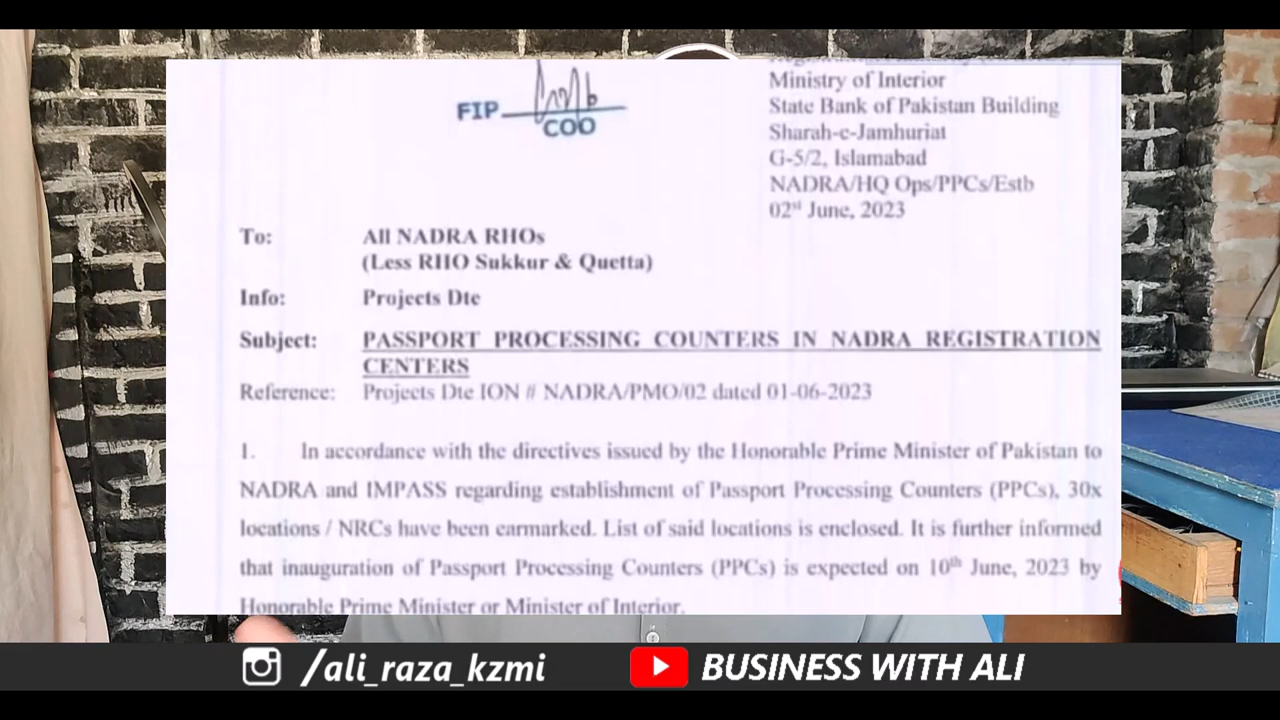 FIP
COO
Ministry of Interior
State Bank of Pakistan Building
Sharah-e-Jamhuriat
G-5/2, Islamabad
NADRA/HQ Ops/PPCs/Estb
02st June, 2023
To: All NADRA RHOs
(Less RHO Sukkur & Quetta)
Info: Projects Dte
Subject: PASSPORT PROCESSING COUNTERS IN NADRA REGISTRATION
CENTERS
Reference: Projects Dte ION # NADRA/PMO/02 dated 01-06-2023
1. In accordance with the directives issued by the Honorable Prime Minister of Pakistan to
NADRA and IMPASS regarding establishment of Passport Processing Counters (PPCs), 30x
locations / NRCs have been earmarked. List of said locations is enclosed. It is further informed
that inauguration of Passport Processing Counters (PPCs) is expected on 10th June, 2023 by
Honorable Prime Minister or Minister of Interior.
/ali_raza_kzmi
BUSINESS WITH ALI